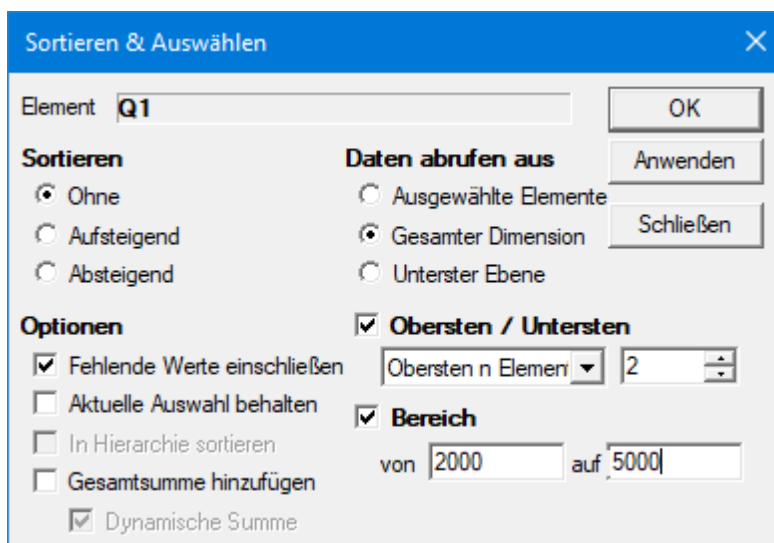 Sortieren & Auswählen
Element Q1
OK
Sortieren
Ohne
Aufsteigend
Absteigend
Daten abrufen aus
Ausgewählte Elemente
Gesamter Dimension
Unterster Ebene
Anwenden
Schließen
Optionen
Fehlende Werte einschließen
Aktuelle Auswahl behalten
In Hierarchie sortieren
Gesamtsumme hinzufügen
Dynamische Summe
Obersten / Untersten
Obersten n Element 2
Bereich
von 2000 auf 5000